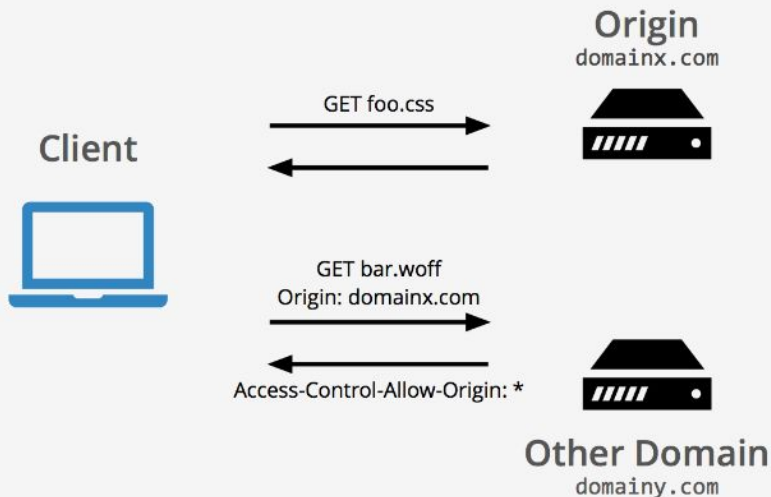 Origin
domainx.com
GET foo.css
Client
GET bar.woff
Origin: domainx.com
Access-Control-Allow-Origin: *
Other Domain
domainy.com